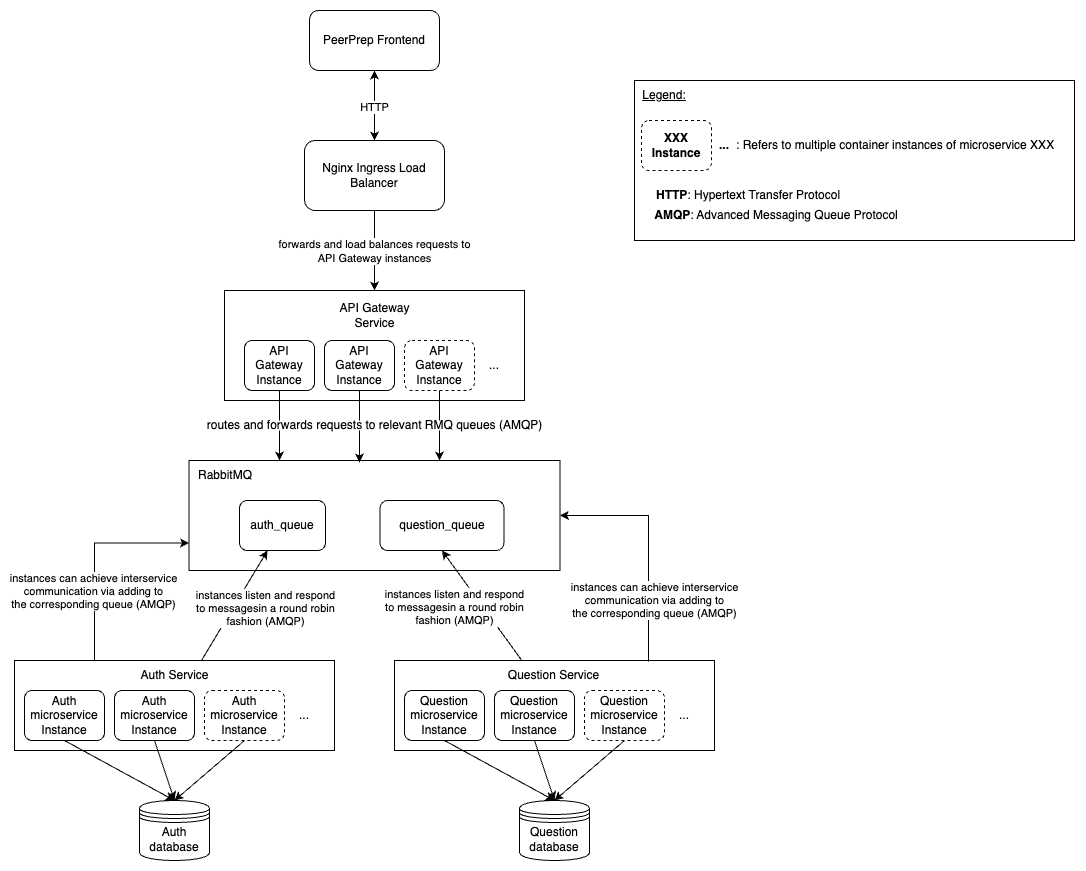 PeerPrep Frontend
HTTP
Nginx Ingress Load
Balancer
forwards and load balances requests to
API Gateway instances
Legend:
XXX
Instance
... : Refers to multiple container instances of microservice XXX
HTTP: Hypertext Transfer Protocol
AMQP: Advanced Messaging Queue Protocol
API Gateway
Service
API
Gateway
Instance
API
Gateway
Instance
API
Gateway
Instance
...
routes and forwards requests to relevant RMQ queues (AMQP)
RabbitMQ
auth_queue
question_queue
instances can achieve interservice
communication via adding to
the corresponding queue (AMQP)
instances listen and respond
to messagesin a round robin
fashion (AMQP)
instances listen and respond
to messagesin a round robin
fashion (AMQP)
instances can achieve interservice
communication via adding to
the corresponding queue (AMQP)
Auth Service
Auth
microservice
Instance
Auth
microservice
Instance
Auth
microservice
Instance
...
Question Service
Question
microservice
Instance
Question
microservice
Instance
Question
microservice
Instance
...
Auth
database
Question
database